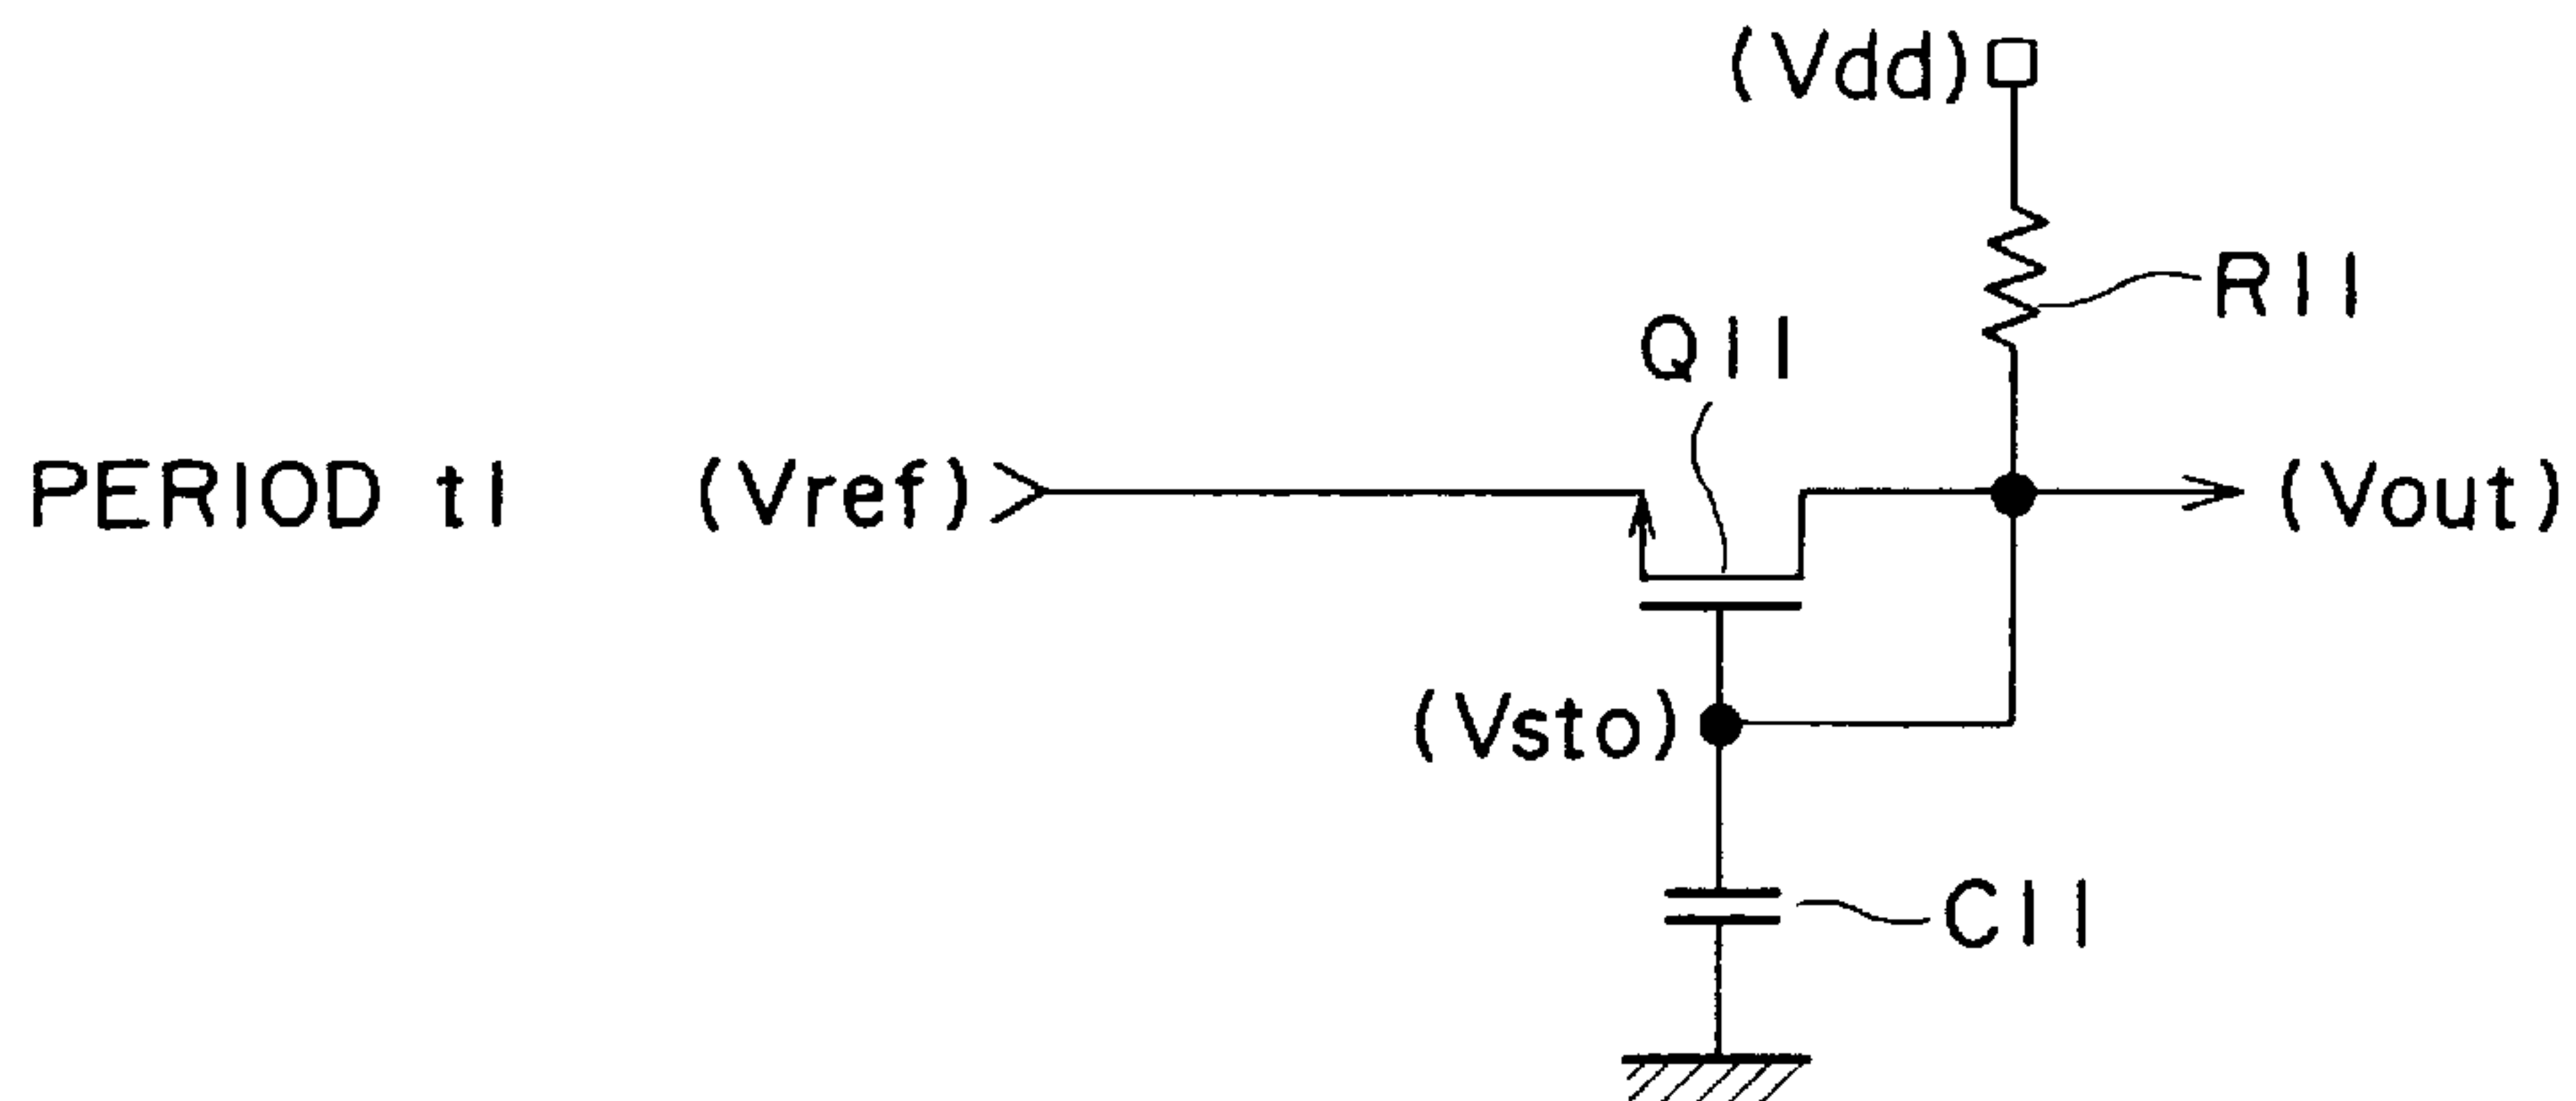 (Vdd)
R11
Q11
PERIOD t1 (Vref) (Vout)
(Vsto)
C11